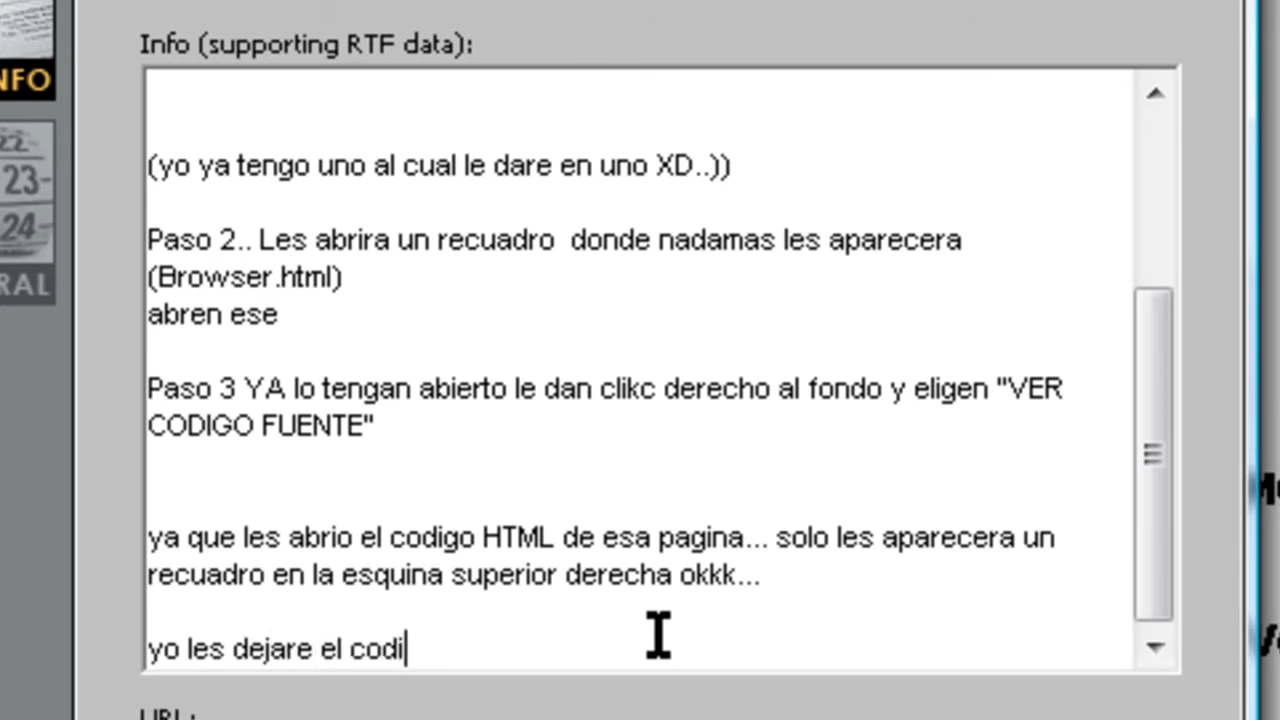 Info (supporting RTF data):
NFO
(yo ya tengo uno al cual le dare en uno XD..))
22-
23-
Paso 2.. Les abrira un recuadro  donde nadamas les aparecera
24-
(Browser.html)
RAL
abren ese
Paso 3 YA lo tengan abierto le dan clikc derecho al fondo y eligen "VER
CODIGO FUENTE"
ya que les abrio el codigo HTML de esa pagina... solo les aparecera un
recuadro en la esquina superior derecha okkk...
yo les dejare el codi
URL: